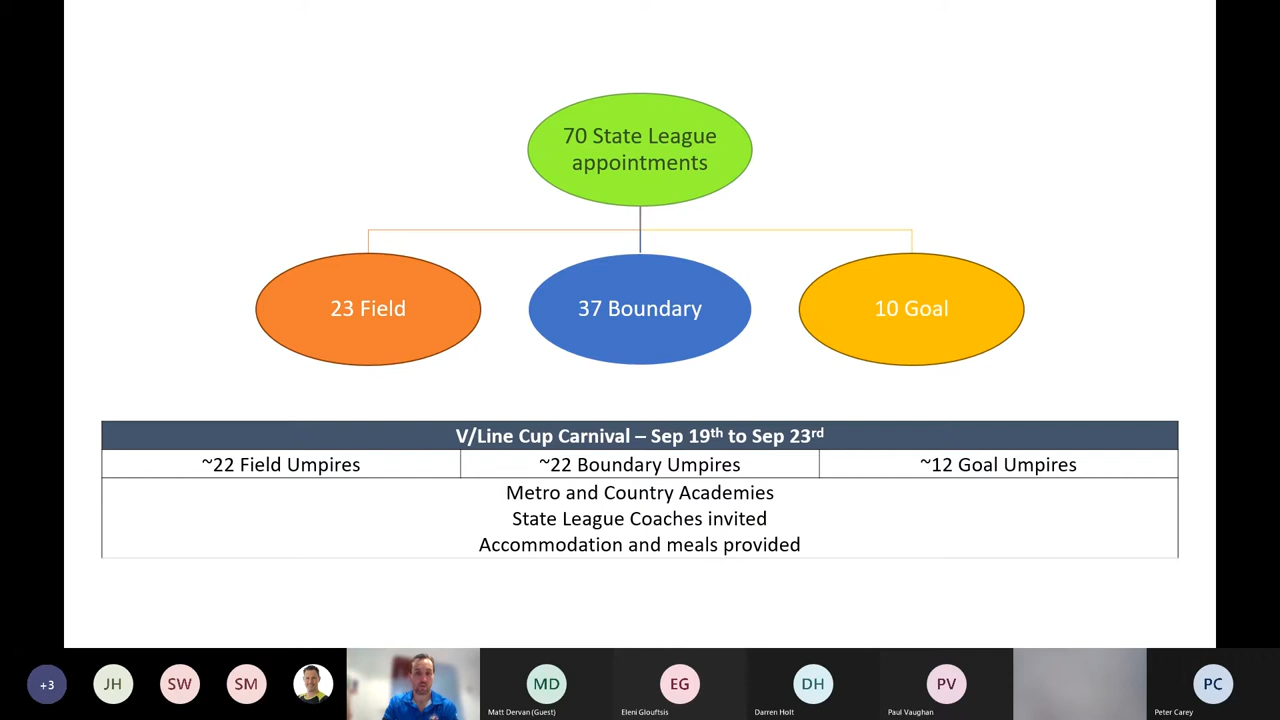 70 State League
appointments
23 Field
37 Boundary
10 Goal
V/Line Cup Carnival – Sep 19th to Sep 23rd
~22 Field Umpires
~22 Boundary Umpires
~12 Goal Umpires
Metro and Country Academies
State League Coaches invited
Accommodation and meals provided
+3
JH
SW
SM
MD
EG
DH
PV
PC
Matt Dervan (Guest)
Eleni Glouftsis
Darren Holt
Paul Vaughan
Peter Carey